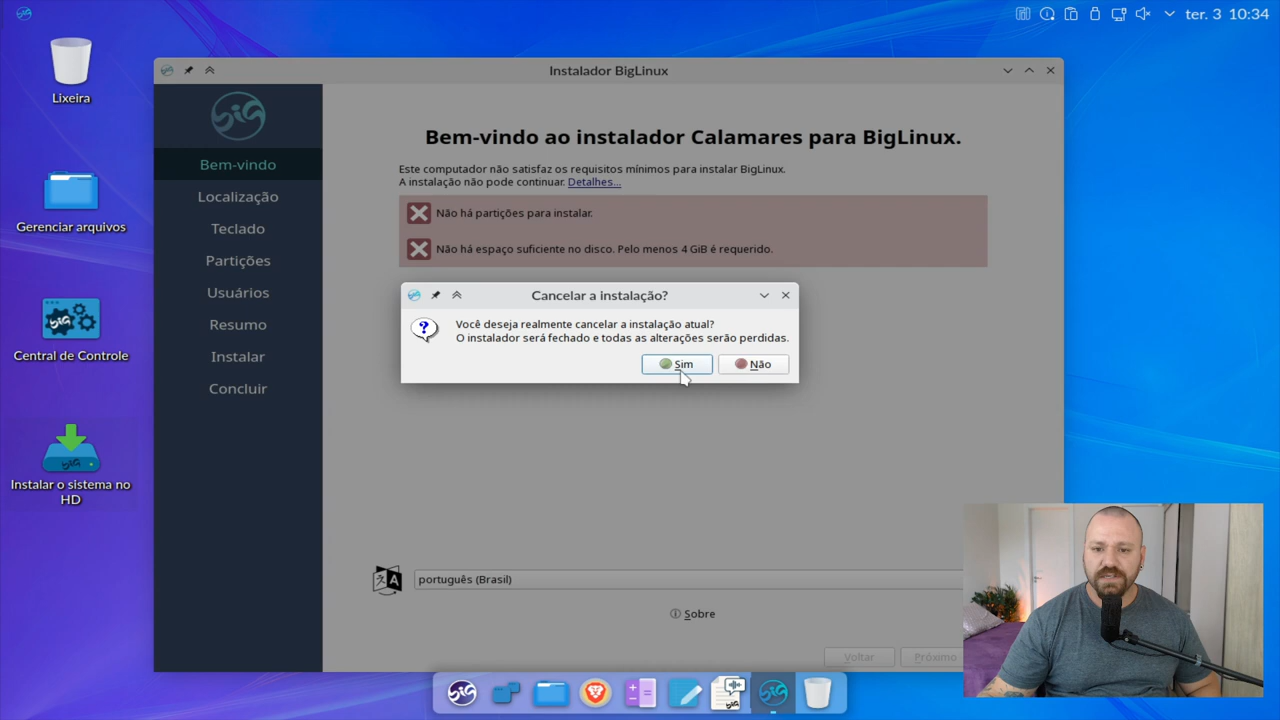 ter. 3 10:34
Lixeira
Gerenciar arquivos
Central de Controle
Instalar o sistema no
HD
Instalador BigLinux
BIG
Bem-vindo
Localização
Teclado
Partições
Usuários
Resumo
Instalar
Concluir
Bem-vindo ao instalador Calamares para BigLinux.
Este computador não satisfaz os requisitos mínimos para instalar BigLinux.
A instalação não pode continuar. Detalhes...
Não há partições para instalar.
Não há espaço suficiente no disco. Pelo menos 4 GiB é requerido.
Cancelar a instalação?
Você deseja realmente cancelar a instalação atual?
O instalador será fechado e todas as alterações serão perdidas.
Sim
Não
português (Brasil)
Sobre
Voltar
Próximo